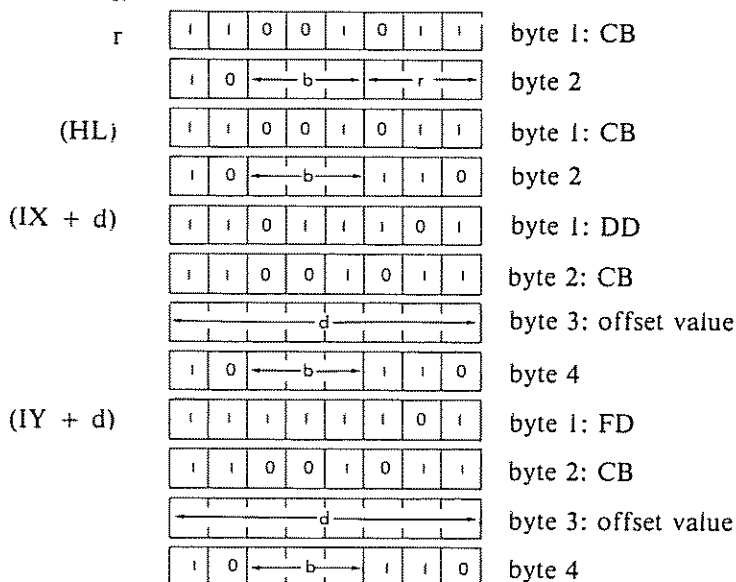 r 1 1 0 0 1 0 1 1 byte 1: CB
1 0 b r byte 2
(HL) 1 1 0 0 1 0 1 1 byte 1: CB
1 0 b 1 1 0 byte 2
(IX + d) 1 1 0 1 1 1 0 1 byte 1: DD
1 1 0 0 1 0 1 1 byte 2: CB
d byte 3: offset value
1 0 b 1 1 0 byte 4
(IY + d) 1 1 1 1 1 1 0 1 byte 1: FD
1 1 0 0 1 0 1 1 byte 2: CB
d byte 3: offset value
1 0 b 1 1 0 byte 4